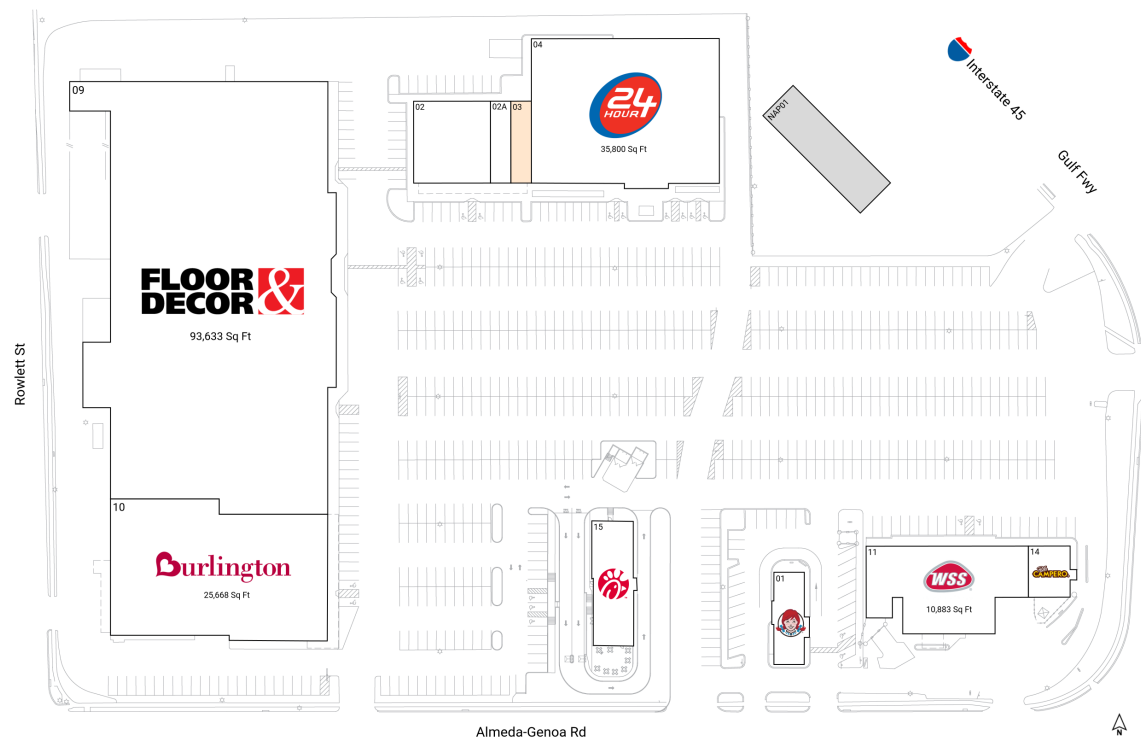 04
24
HOUR
35,800 Sq Ft
Interstate 45
Gulf Fwy
NAP01
02
02A
03
09
FLOOR &
DECOR
93,633 Sq Ft
Rowlett St
10
Burlington
25,668 Sq Ft
15
01
11
WSS
10,883 Sq Ft
14
CAMPERO
Almeda-Genoa Rd
N